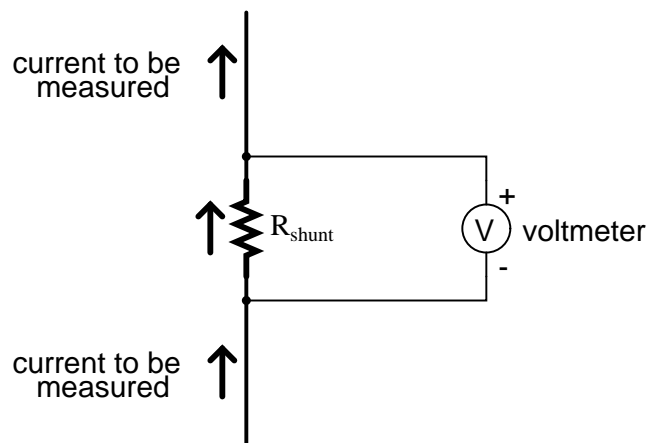 current to be
measured
+
R_shunt
V
voltmeter
-
current to be
measured